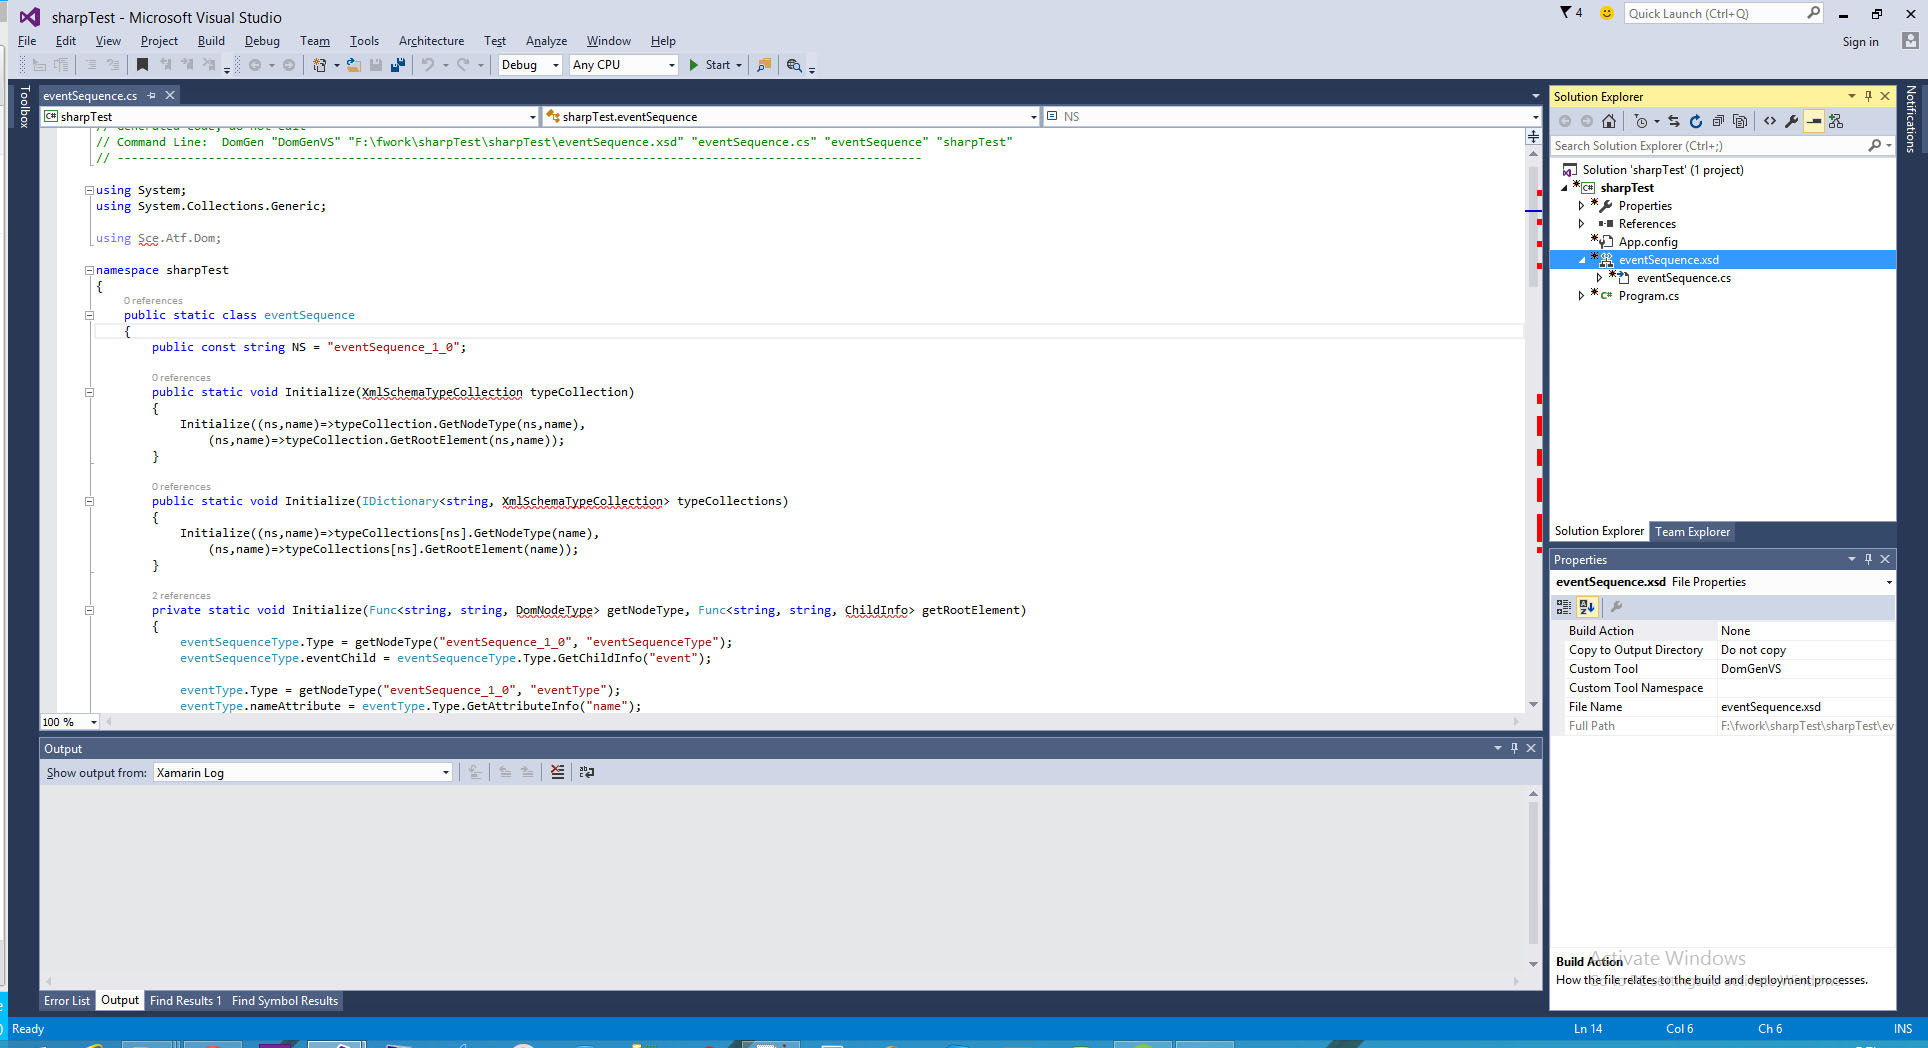 sharpTest - Microsoft Visual Studio
4
Quick Launch (Ctrl+Q)
File Edit View Project Build Debug Team Tools Architecture Test Analyze Window Help
Sign in
Debug Any CPU Start
Toolbox
eventSequence.cs
sharpTest sharpTest.eventSequence NS
// Generated code, do not edit
// Command Line:  DomGen "DomGenVS" "F:\fwork\sharpTest\sharpTest\eventSequence.xsd" "eventSequence.cs" "eventSequence" "sharpTest"
// -------------------------------------------------------------------------------------------------------------------
using System;
using System.Collections.Generic;
using Sce.Atf.Dom;
namespace sharpTest
{
0 references
public static class eventSequence
{
public const string NS = "eventSequence_1_0";
0 references
public static void Initialize(XmlSchemaTypeCollection typeCollection)
{
Initialize((ns,name)=>typeCollection.GetNodeType(ns,name),
(ns,name)=>typeCollection.GetRootElement(ns,name));
}
0 references
public static void Initialize(IDictionary<string, XmlSchemaTypeCollection> typeCollections)
{
Initialize((ns,name)=>typeCollections[ns].GetNodeType(name),
(ns,name)=>typeCollections[ns].GetRootElement(name));
}
2 references
private static void Initialize(Func<string, string, DomNodeType> getNodeType, Func<string, string, ChildInfo> getRootElement)
{
eventSequenceType.Type = getNodeType("eventSequence_1_0", "eventSequenceType");
eventSequenceType.eventChild = eventSequenceType.Type.GetChildInfo("event");
eventType.Type = getNodeType("eventSequence_1_0", "eventType");
eventType.nameAttribute = eventType.Type.GetAttributeInfo("name");
100 %
Output
Show output from: Xamarin Log
Error List Output Find Results 1 Find Symbol Results
Solution Explorer
Search Solution Explorer (Ctrl+;)
Solution 'sharpTest' (1 project)
C# sharpTest
Properties
References
App.config
eventSequence.xsd
eventSequence.cs
C# Program.cs
Solution Explorer Team Explorer
Properties
eventSequence.xsd File Properties
Build Action None
Copy to Output Directory Do not copy
Custom Tool DomGenVS
Custom Tool Namespace
File Name eventSequence.xsd
Full Path F:\fwork\sharpTest\sharpTest\ev
Activate Windows
Build Action
How the file relates to the build and deployment processes.
Notifications
Ready Ln 14 Col 6 Ch 6 INS